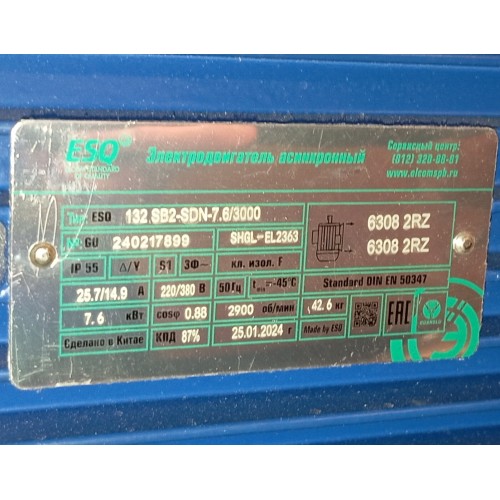 ESQ
Электродвигатель асинхронный
Сервисный центр:
(812) 320-88-81
www.elcomspb.ru
Тип ESQ 132 SB2-SDN-7.6/3000
№ GU 240217899 SHGL-EL2363
6308 2RZ
6308 2RZ
IP 55 Δ/Y S1 3Ф~ кл. изол. F
25.7/14.9 А 220/380 В 50Гц -45°C Standard DIN EN 50347
7.6 кВт cosφ 0.88 2900 об/мин 42.6 кг
Сделано в Китае КПД 87% 25.01.2024 г. Made by ESQ
EAC